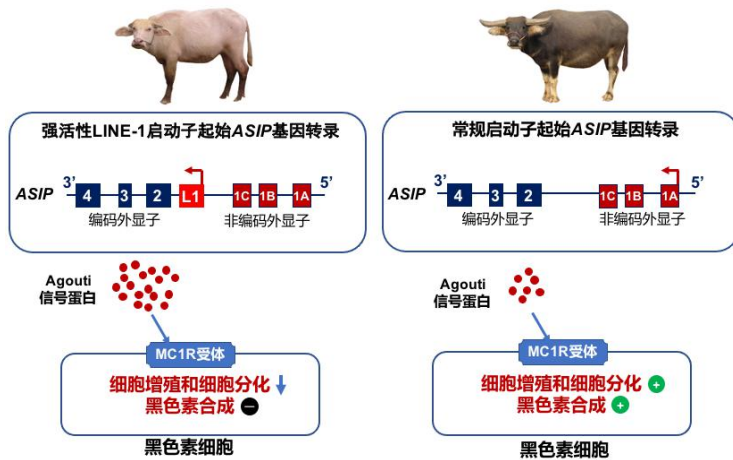 强活性LINE-1启动子起始ASIP基因转录
ASIP 3’ 4 3 2 L1 1C 1B 1A 5’
编码外显子 非编码外显子
Agouti
信号蛋白
MC1R受体
细胞增殖和细胞分化
黑色素合成
黑色素细胞
常规启动子起始ASIP基因转录
ASIP 3’ 4 3 2 1C 1B 1A 5’
编码外显子 非编码外显子
Agouti
信号蛋白
MC1R受体
细胞增殖和细胞分化 +
黑色素合成 +
黑色素细胞